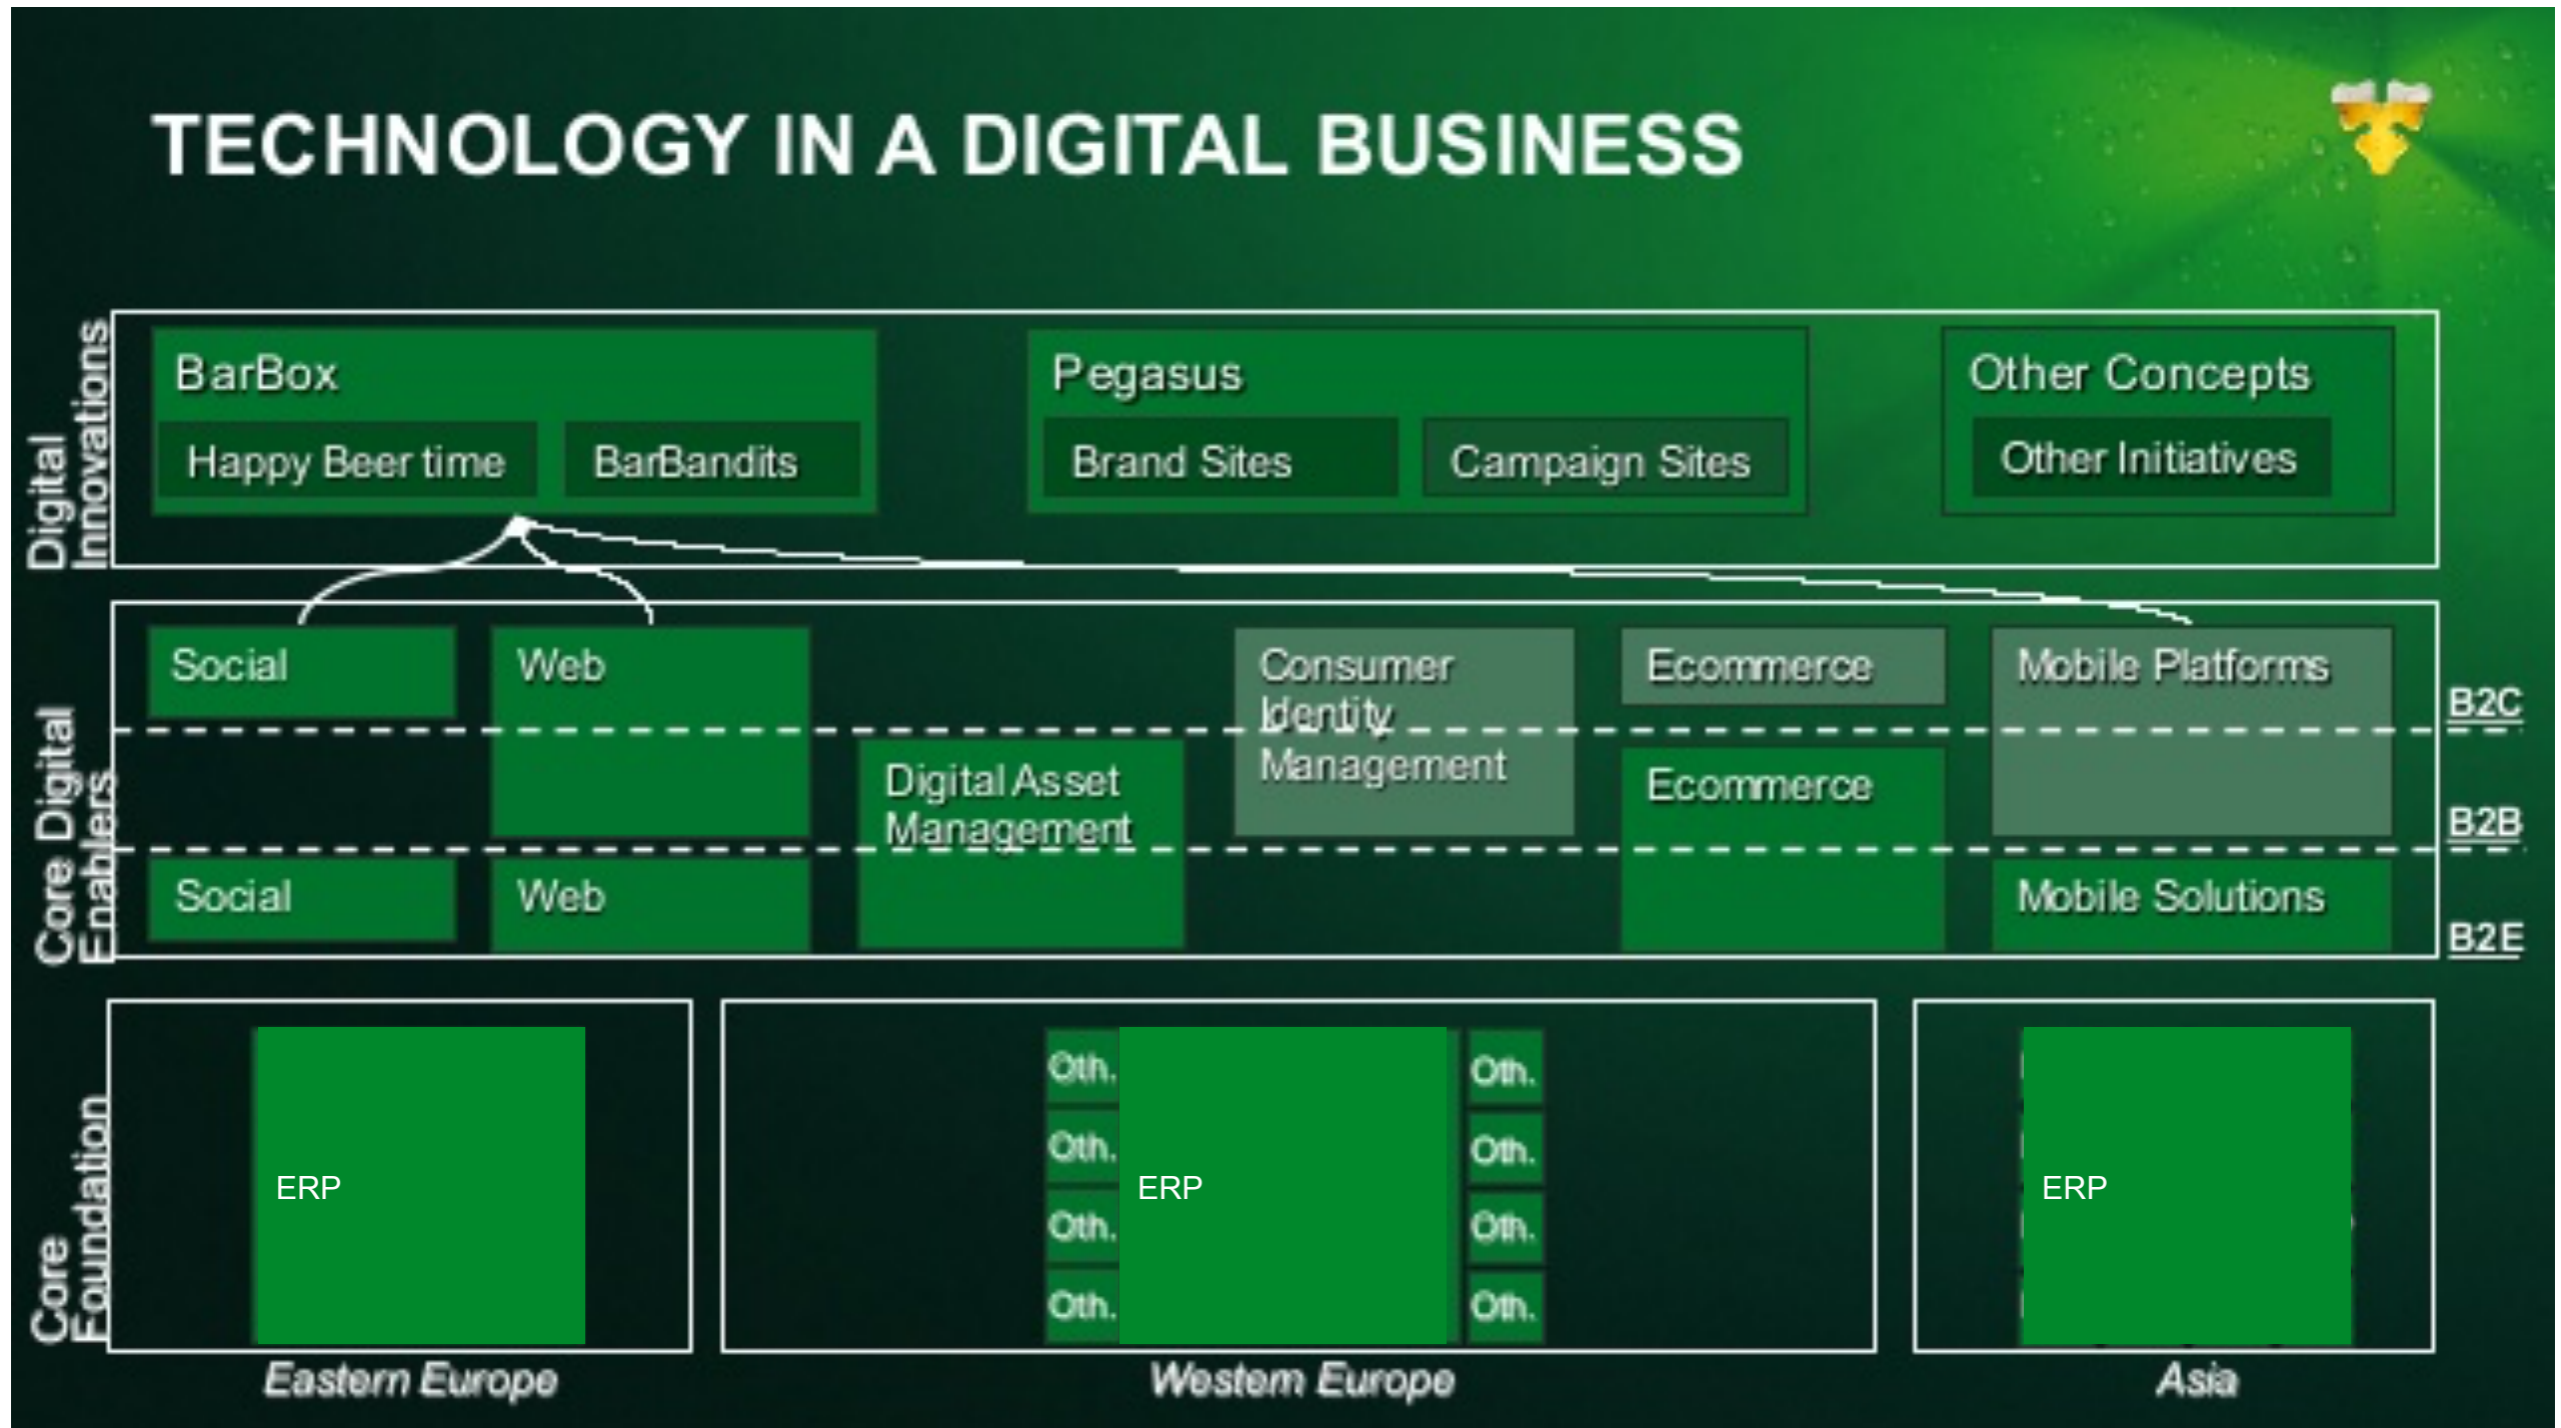 TECHNOLOGY IN A DIGITAL BUSINESS
Digital
Innovations
BarBox
Happy Beer time
BarBandits
Pegasus
Brand Sites
Campaign Sites
Other Concepts
Other Initiatives
Core Digital
Enablers
Social
Web
Consumer
Identity
Management
Ecommerce
Mobile Platforms
B2C
Digital Asset
Management
Ecommerce
B2B
Social
Web
Mobile Solutions
B2E
Core
Foundation
ERP
Oth.
Oth.
Oth.
Oth.
ERP
Oth.
Oth.
Oth.
Oth.
ERP
Eastern Europe
Western Europe
Asia